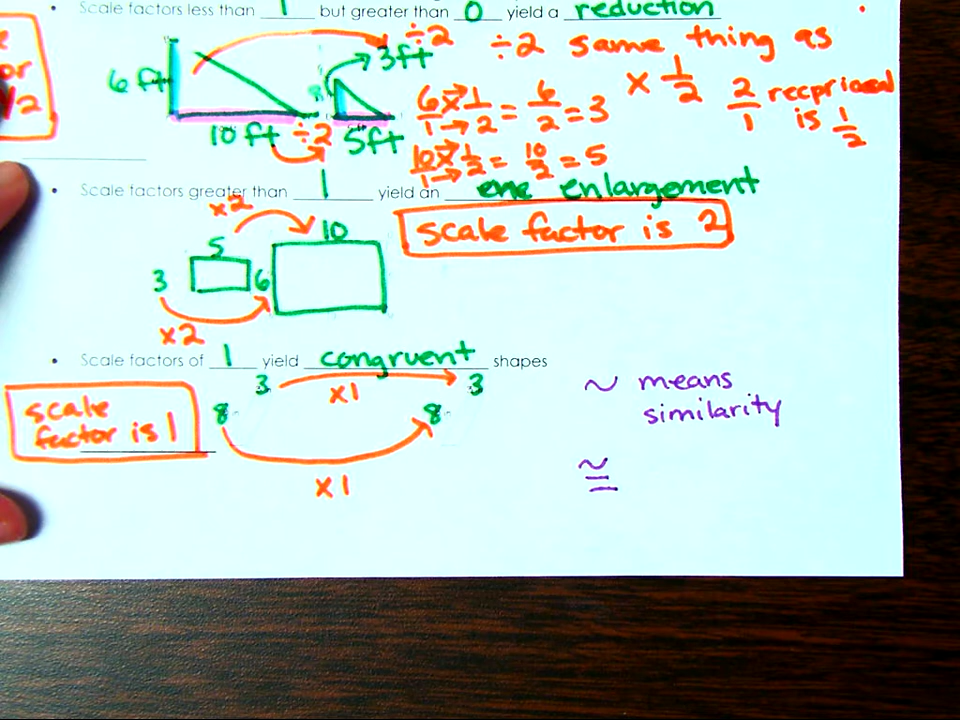 • Scale factors less than 1 but greater than 0 yield a reduction
6 ft 3ft ÷2 ÷2 same thing as
× 1/2 2/1 recpriocal is 1/2
6/1 × 1/2 = 6/2 = 3
10 ft ÷2 5ft
10/1 × 1/2 = 10/2 = 5
• Scale factors greater than 1 yield an enlargement
×2
scale factor is 2
5 10
3 6
×2
• Scale factors of 1 yield congruent shapes
3 ×1 3
scale
factor is 1
8 8
×1
~ means
similarity
≅